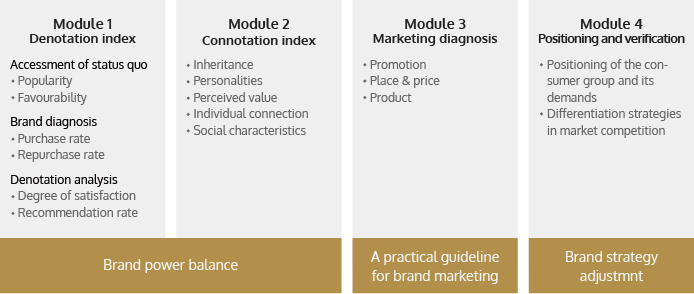 Module 1
Denotation index
Accessment of status quo
• Popularity
• Favourability
Brand diagnosis
• Purchase rate
• Repurchase rate
Denotation analysis
• Degree of satisfaction
• Recommendation rate
Module 2
Connotation index
• Inheritance
• Personalities
• Perceived value
• Individual connection
• Social characteristics
Brand power balance
Module 3
Marketing diagnosis
• Promotion
• Place & price
• Product
A practical guideline
for brand marketing
Module 4
Positioning and verification
• Positioning of the con-
sumer group and its
demands
• Differentiation strategies
in market competition
Brand strategy
adjustmnt